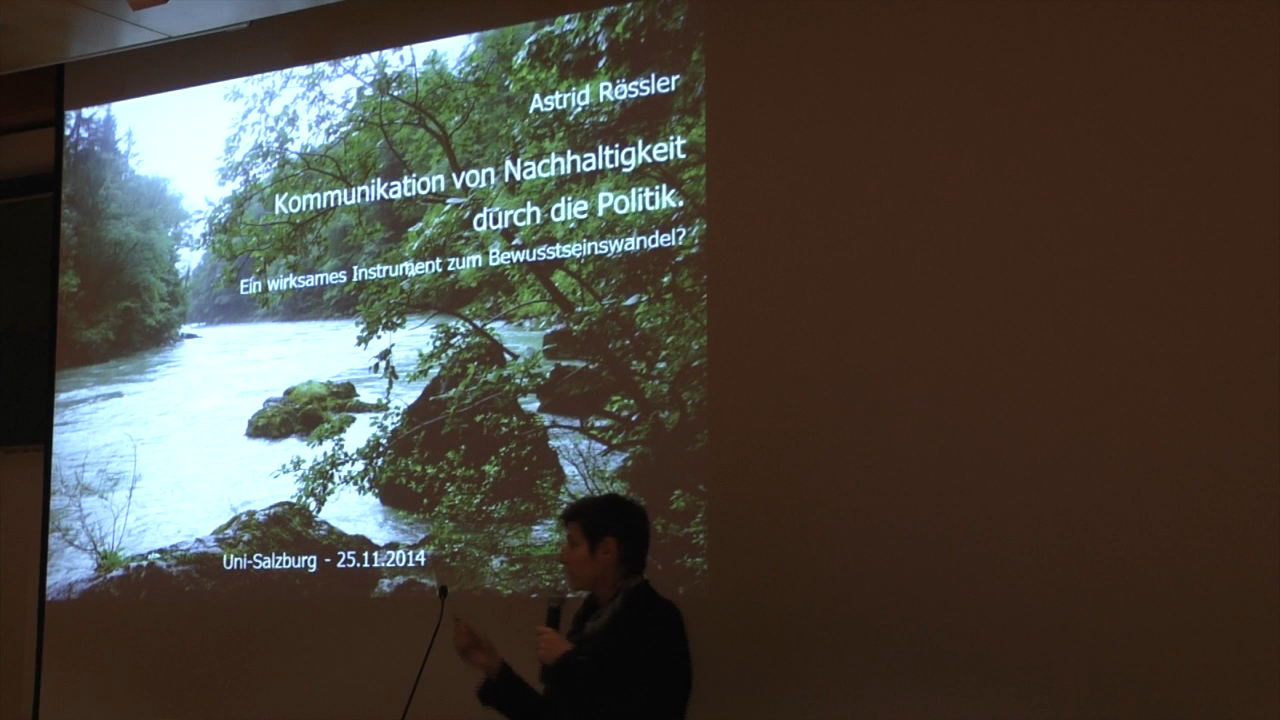 Astrid Rössler
Kommunikation von Nachhaltigkeit
durch die Politik.
Ein wirksames Instrument zum Bewusstseinswandel?
Uni-Salzburg - 25.11.2014